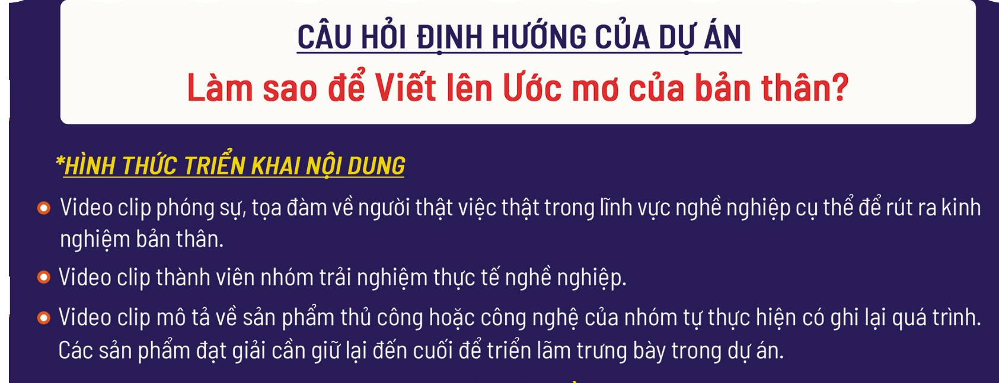 CÂU HỎI ĐỊNH HƯỚNG CỦA DỰ ÁN
Làm sao để Viết lên Ước mơ của bản thân?
*HÌNH THỨC TRIỂN KHAI NỘI DUNG
Video clip phóng sự, tọa đàm về người thật việc thật trong lĩnh vực nghề nghiệp cụ thể để rút ra kinh
nghiệm bản thân.
Video clip thành viên nhóm trải nghiệm thực tế nghề nghiệp.
Video clip mô tả về sản phẩm thủ công hoặc công nghệ của nhóm tự thực hiện có ghi lại quá trình.
Các sản phẩm đạt giải cần giữ lại đến cuối để triển lãm trưng bày trong dự án.